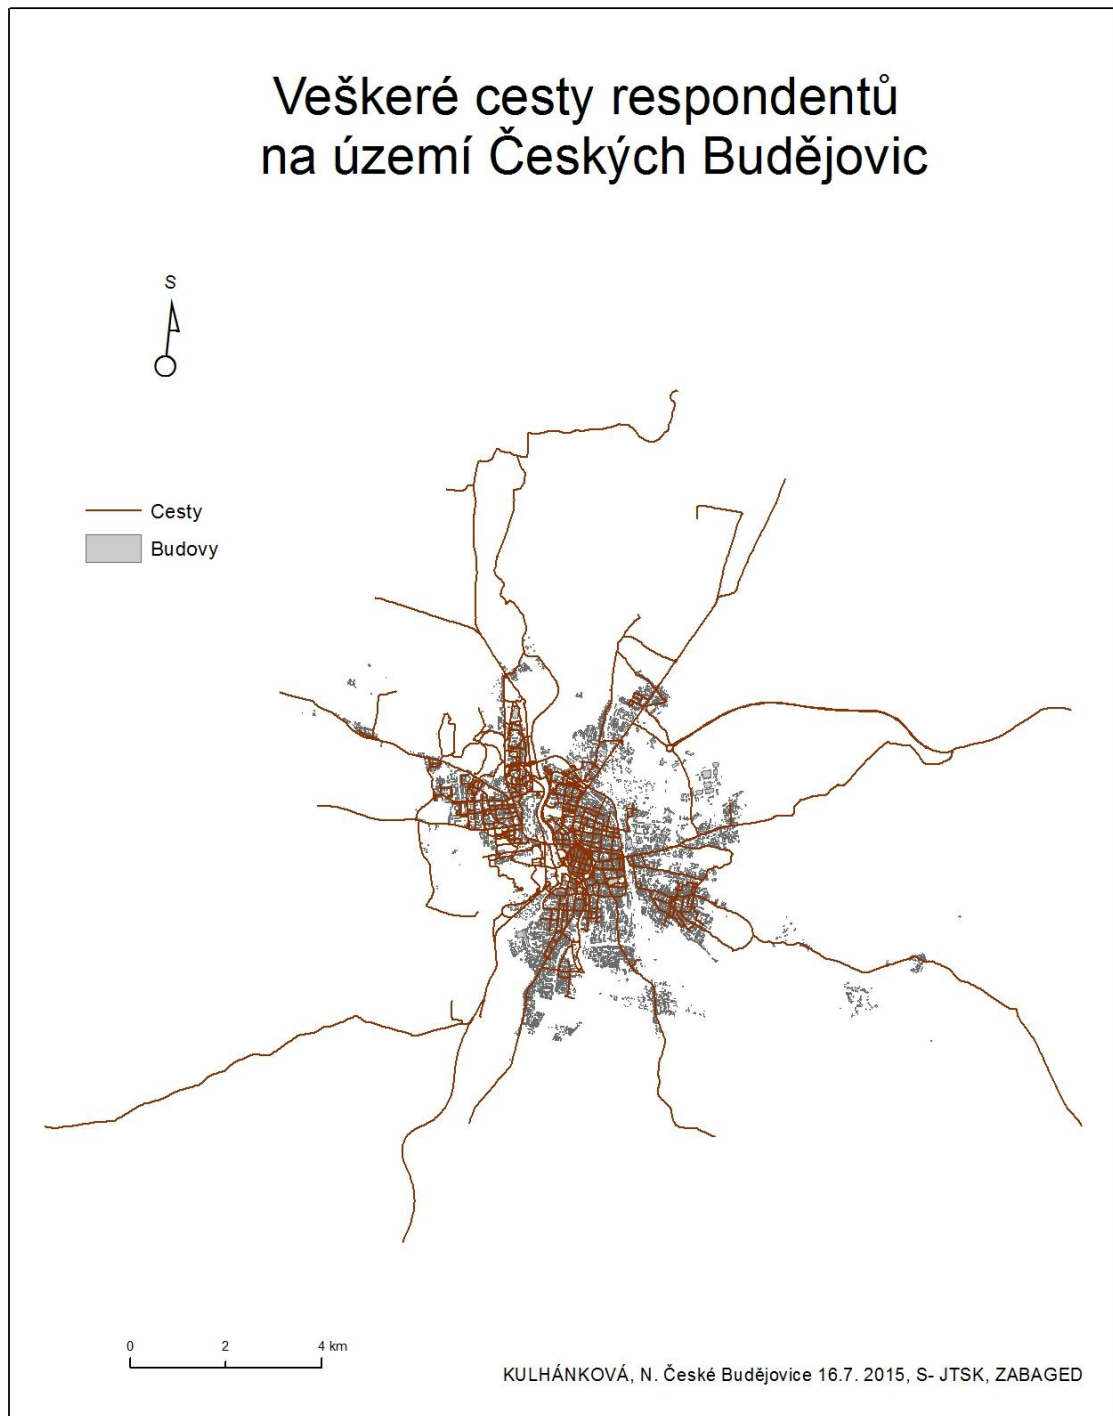 Veškeré cesty respondentů
na území Českých Budějovic
S
Cesty
Budovy
0 2 4 km
KULHÁNKOVÁ, N. České Budějovice 16.7. 2015, S- JTSK, ZABAGED